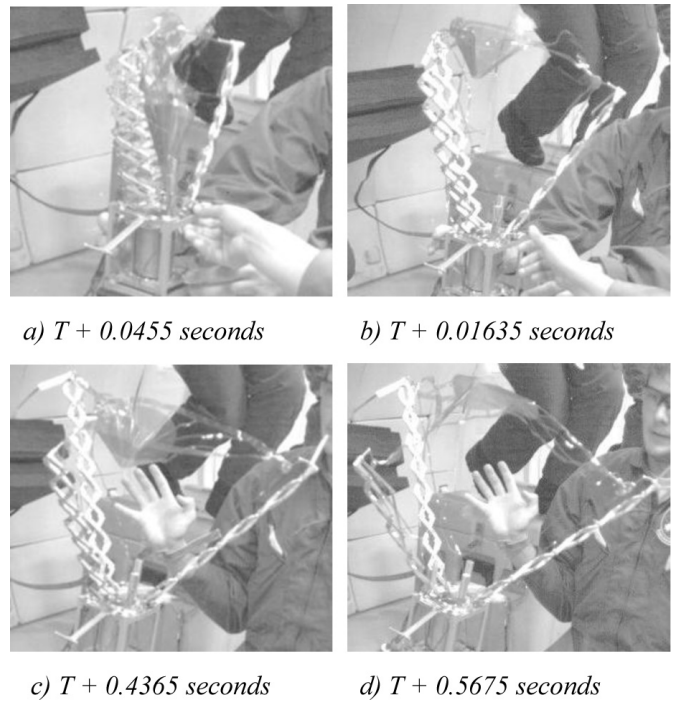 a) T + 0.0455 seconds
b) T + 0.01635 seconds
c) T + 0.4365 seconds
d) T + 0.5675 seconds